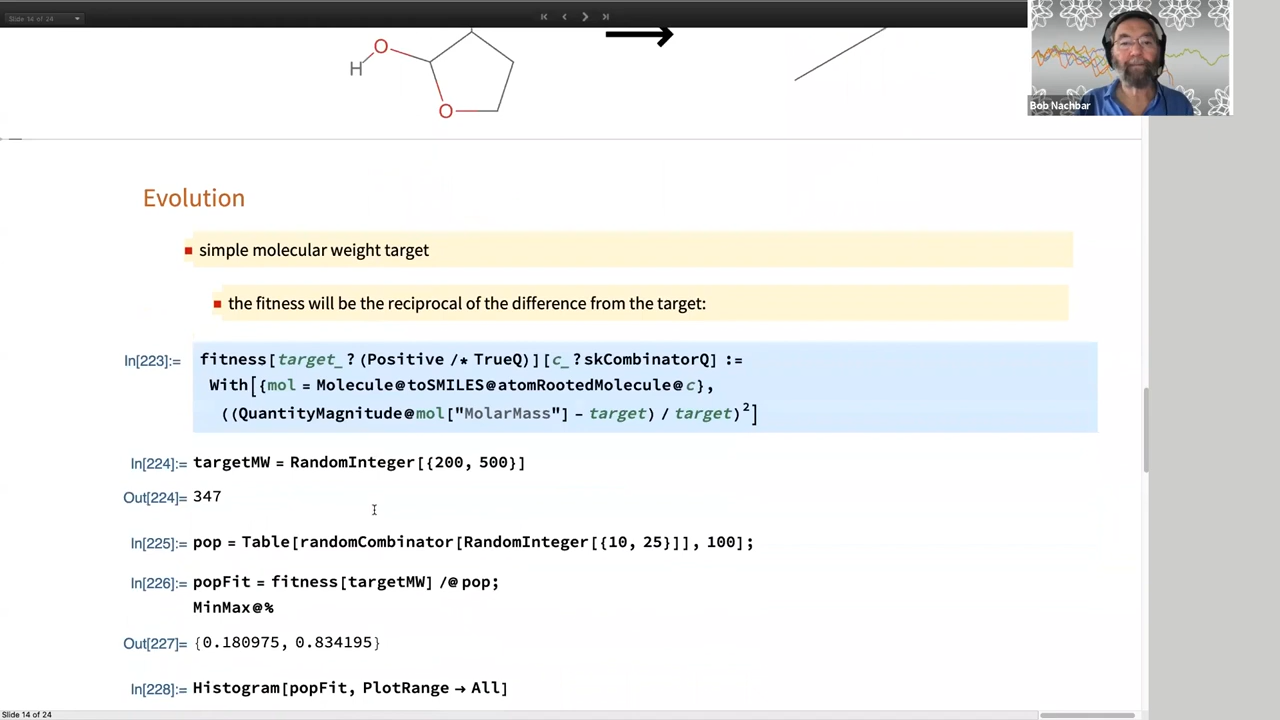 Slide 14 of 24
O
H
O
Bob Nachbar
Evolution
simple molecular weight target
the fitness will be the reciprocal of the difference from the target:
In[223]:= fitness[target_ ? (Positive /* TrueQ)][c_ ? skCombinatorQ] :=
With[{mol = Molecule@toSMILES@atomRootedMolecule@c},
((QuantityMagnitude@mol["MolarMass"] - target) / target)²]
In[224]:= targetMW = RandomInteger[{200, 500}]
Out[224]= 347
In[225]:= pop = Table[randomCombinator[RandomInteger[{10, 25}]], 100];
In[226]:= popFit = fitness[targetMW] /@ pop;
MinMax@%
Out[227]= {0.180975, 0.834195}
In[228]:= Histogram[popFit, PlotRange → All]
Slide 14 of 24